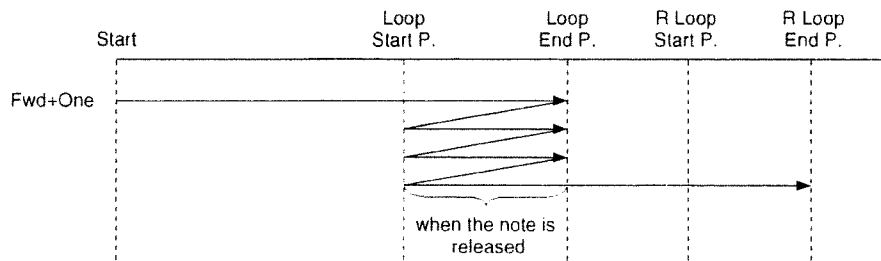 Start
Loop
Start P.
Loop
End P.
R Loop
Start P.
R Loop
End P.
Fwd+One
when the note is
released